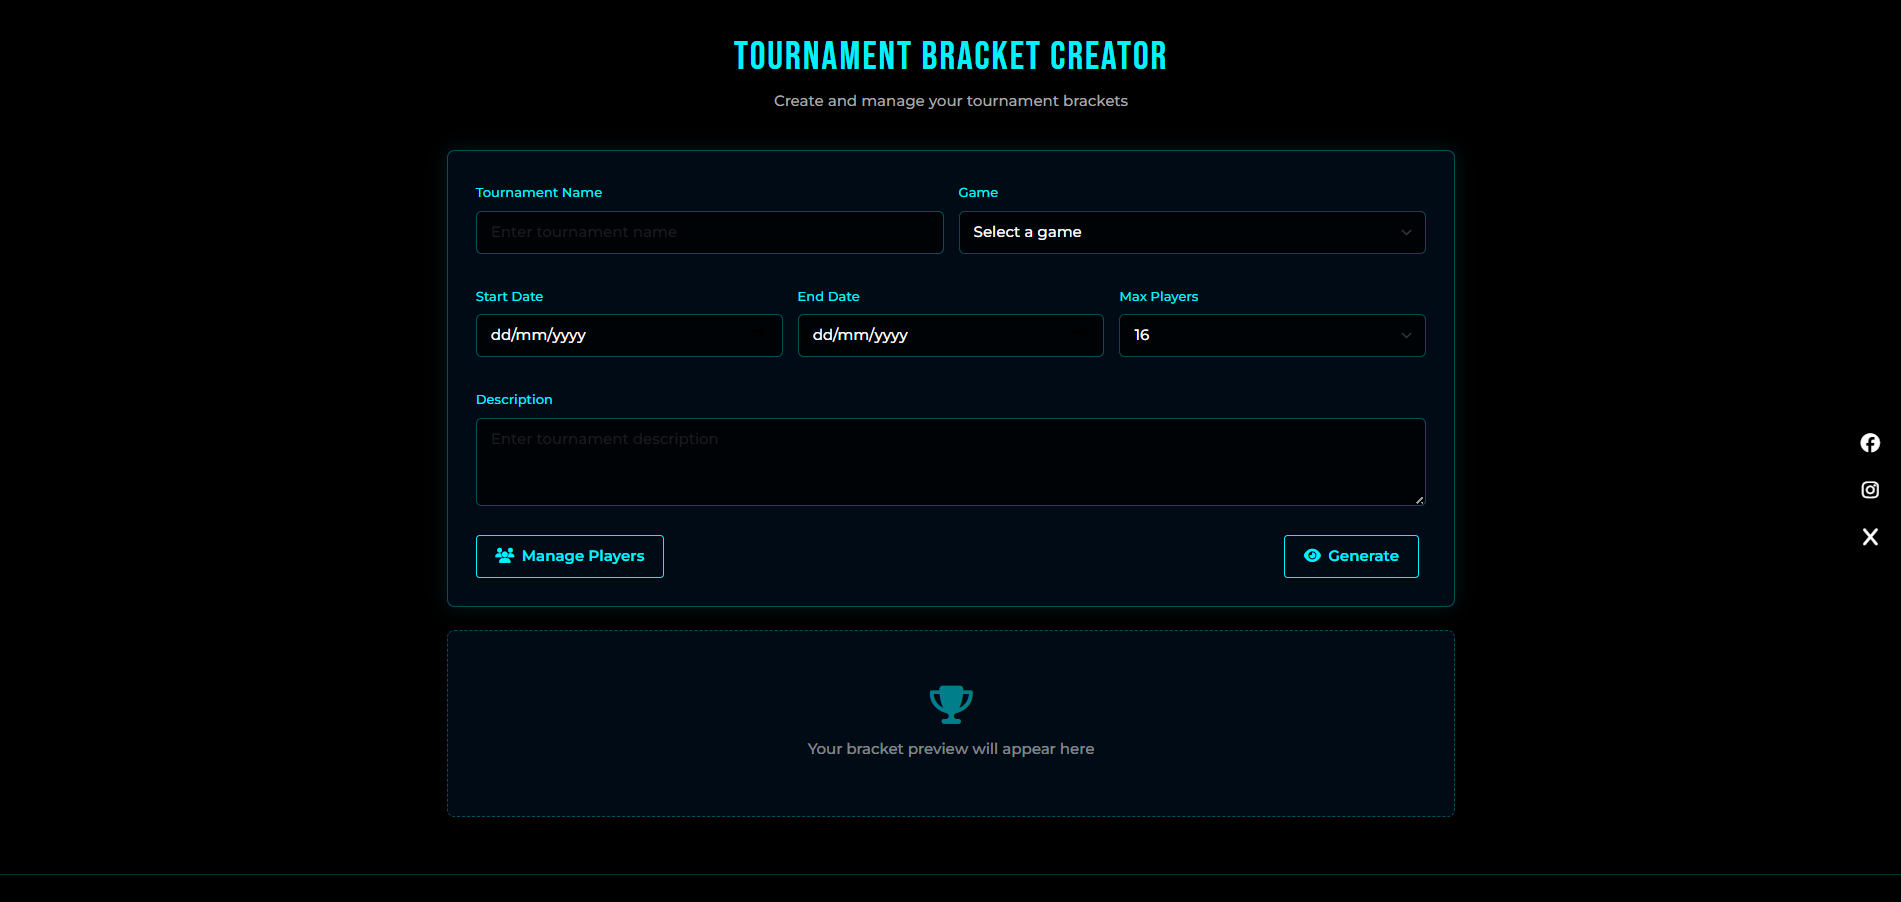 TOURNAMENT BRACKET CREATOR
Create and manage your tournament brackets
Tournament Name
Game
Enter tournament name
Select a game
Start Date
End Date
Max Players
dd/mm/yyyy
dd/mm/yyyy
16
Description
Enter tournament description
Manage Players
Generate
Your bracket preview will appear here